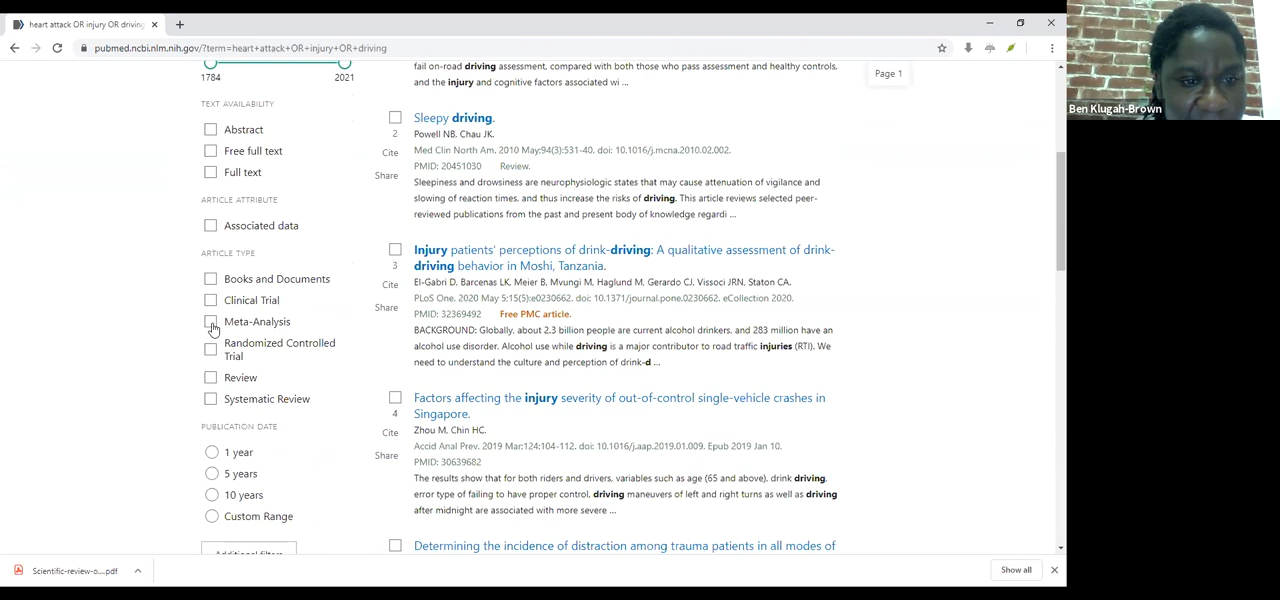 heart attack OR injury OR driving
pubmed.ncbi.nlm.nih.gov/?term=heart+attack+OR+injury+OR+driving
Ben Klugah-Brown
1784
2021
TEXT AVAILABILITY
Abstract
Free full text
Full text
ARTICLE ATTRIBUTE
Associated data
ARTICLE TYPE
Books and Documents
Clinical Trial
Meta-Analysis
Randomized Controlled
Trial
Review
Systematic Review
PUBLICATION DATE
1 year
5 years
10 years
Custom Range
Additional filters
fail on-road driving assessment, compared with both those who pass assessment and healthy controls,
and the injury and cognitive factors associated wi ...
Page 1
Sleepy driving.
2
Powell NB, Chau JK.
Cite
Med Clin North Am. 2010 May;94(3):531-40. doi: 10.1016/j.mcna.2010.02.002.
PMID: 20451030 Review.
Share
Sleepiness and drowsiness are neurophysiologic states that may cause attenuation of vigilance and
slowing of reaction times, and thus increase the risks of driving. This article reviews selected peer-
reviewed publications from the past and present body of knowledge regardi ...
Injury patients' perceptions of drink-driving: A qualitative assessment of drink-
driving behavior in Moshi, Tanzania.
3
El-Gabri D, Barcenas LK, Meier B, Mvungi M, Haglund M, Gerardo CJ, Vissoci JRN, Staton CA.
Cite
PLoS One. 2020 May 5;15(5):e0230662. doi: 10.1371/journal.pone.0230662. eCollection 2020.
Share
PMID: 32369492 Free PMC article.
BACKGROUND: Globally, about 2.3 billion people are current alcohol drinkers, and 283 million have an
alcohol use disorder. Alcohol use while driving is a major contributor to road traffic injuries (RTI). We
need to understand the culture and perception of drink-d ...
Factors affecting the injury severity of out-of-control single-vehicle crashes in
Singapore.
4
Zhou M, Chin HC.
Cite
Accid Anal Prev. 2019 Mar;124:104-112. doi: 10.1016/j.aap.2019.01.009. Epub 2019 Jan 10.
Share
PMID: 30639682
The results show that for both riders and drivers, variables such as age (65 and above), drink driving,
error type of failing to have proper control, driving maneuvers of left and right turns as well as driving
after midnight are associated with more severe ...
Determining the incidence of distraction among trauma patients in all modes of
Scientific-review-o....pdf
Show all